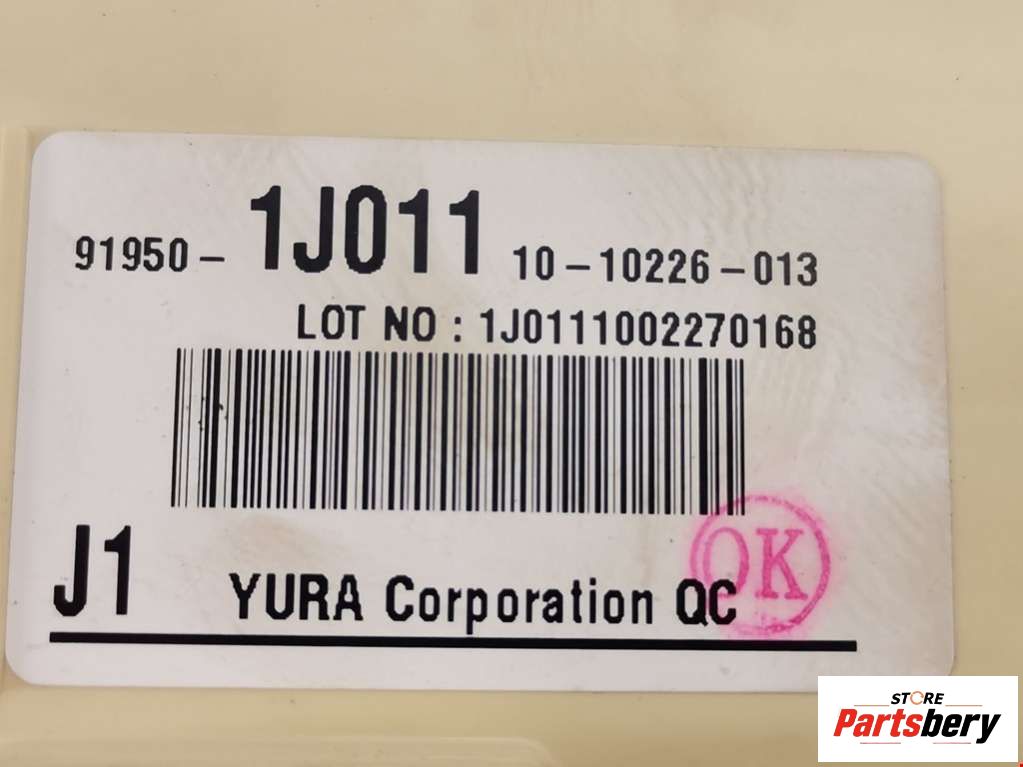 91950- 1J011 10-10226-013
LOT NO : 1J0111002270168
J1
YURA Corporation QC
OK
STORE
Partsbery